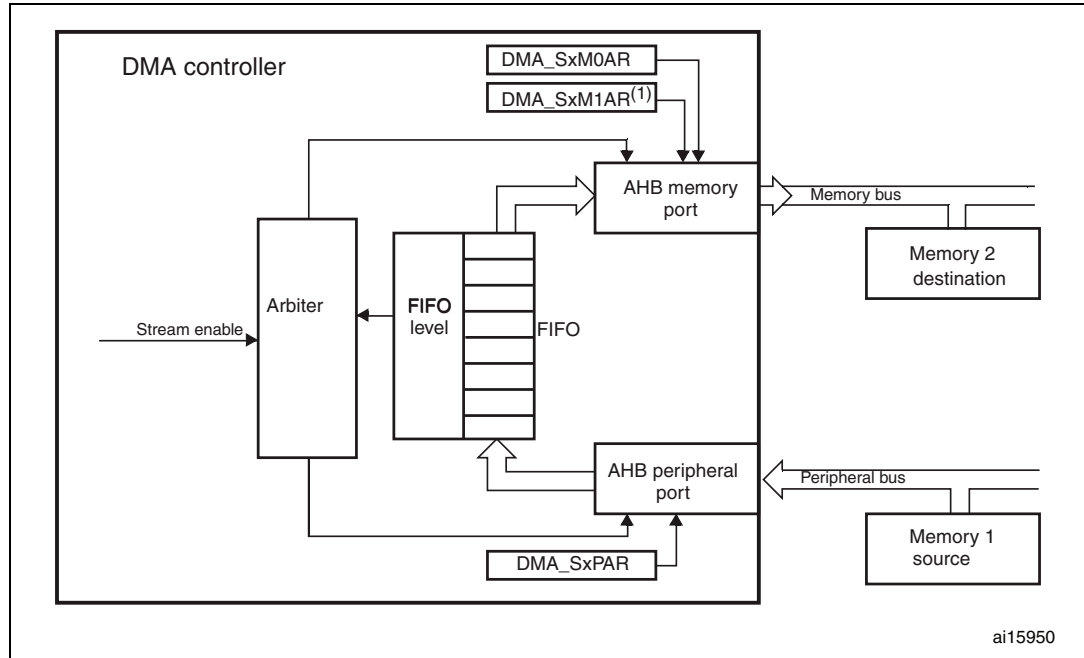 DMA controller
DMA_SxM0AR
DMA_SxM1AR(1)
AHB memory
port
Memory bus
Memory 2
destination
Arbiter
FIFO
level
FIFO
Stream enable
AHB peripheral
port
Peripheral bus
Memory 1
source
DMA_SxPAR
ai15950